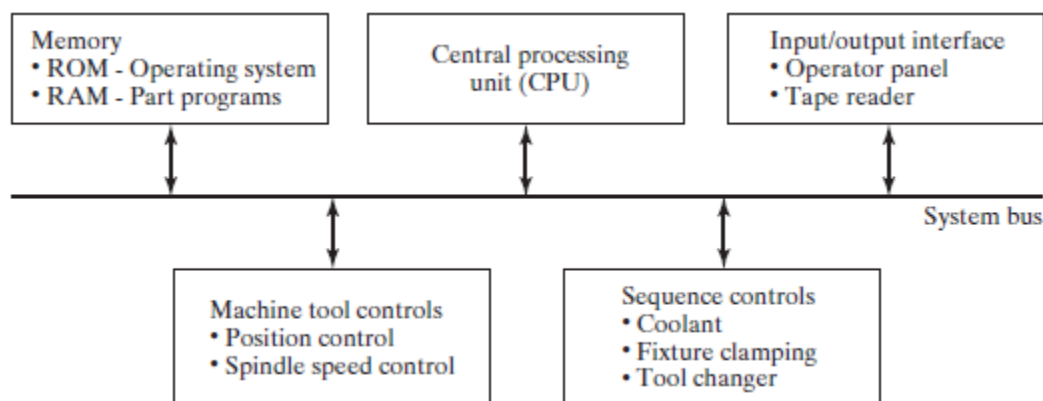 Memory
• ROM - Operating system
• RAM - Part programs
Central processing
unit (CPU)
Input/output interface
• Operator panel
• Tape reader
System bus
Machine tool controls
• Position control
• Spindle speed control
Sequence controls
• Coolant
• Fixture clamping
• Tool changer